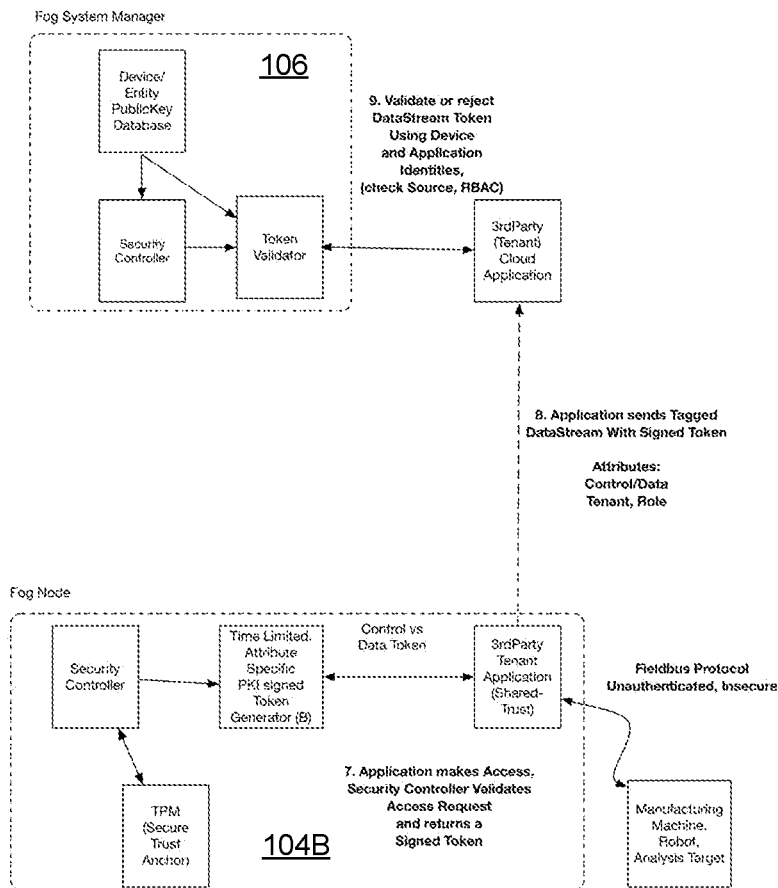 Fog System Manager
106
Device/
Entity
PublicKey
Database
9. Validate or reject
DataStream Token
Using Device
and Application
Identities,
(check Source, RBAC)
Security
Controller
Token
Validator
3rdParty
(Tenant)
Cloud
Application
8. Application sends Tagged
DataStream With Signed Token
Attributes:
Control/Data
Tenant, Role
Fog Node
Security
Controller
Time Limited,
Attribute
Specific
PKI signed
Token
Generator (B)
Control vs
Data Token
3rdParty
Tenant
Application
(Shared-
Trust)
Fieldbus Protocol
Unauthenticated, Insecure
7. Application makes Access,
Security Controller Validates
Access Request
and returns a
Signed Token
TPM
(Secure
Trust
Anchor)
104B
Manufacturing
Machine,
Robot,
Analysis Target